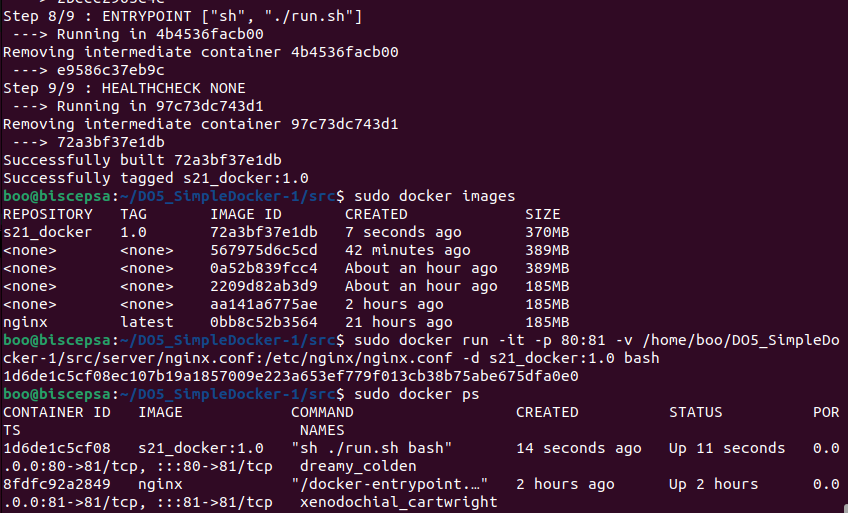 Step 8/9 : ENTRYPOINT ["sh", "./run.sh"]
---> Running in 4b4536facb00
Removing intermediate container 4b4536facb00
---> e9586c37eb9c
Step 9/9 : HEALTHCHECK NONE
---> Running in 97c73dc743d1
Removing intermediate container 97c73dc743d1
---> 72a3bf37e1db
Successfully built 72a3bf37e1db
Successfully tagged s21_docker:1.0
boo@biscepsa:~/DO5_SimpleDocker-1/src$ sudo docker images
REPOSITORY   TAG       IMAGE ID       CREATED             SIZE
s21_docker   1.0       72a3bf37e1db   7 seconds ago       370MB
<none>       <none>    567975d6c5cd   42 minutes ago      389MB
<none>       <none>    0a52b839fcc4   About an hour ago   389MB
<none>       <none>    2209d82ab3d9   About an hour ago   185MB
<none>       <none>    aa141a6775ae   2 hours ago         185MB
nginx        latest    0bb8c52b3564   21 hours ago        185MB
boo@biscepsa:~/DO5_SimpleDocker-1/src$ sudo docker run -it -p 80:81 -v /home/boo/DO5_SimpleDo
cker-1/src/server/nginx.conf:/etc/nginx/nginx.conf -d s21_docker:1.0 bash
1d6de1c5cf08ec107b19a1857009e223a653ef779f013cb38b75abe675dfa0e0
boo@biscepsa:~/DO5_SimpleDocker-1/src$ sudo docker ps
CONTAINER ID   IMAGE            COMMAND                  CREATED          STATUS          POR
TS                               NAMES
1d6de1c5cf08   s21_docker:1.0   "sh ./run.sh bash"       14 seconds ago   Up 11 seconds   0.0
.0.0:80->81/tcp, :::80->81/tcp   dreamy_colden
8fdfc92a2849   nginx            "/docker-entrypoint.…"   2 hours ago      Up 2 hours      0.0
.0.0:81->81/tcp, :::81->81/tcp   xenodochial_cartwright